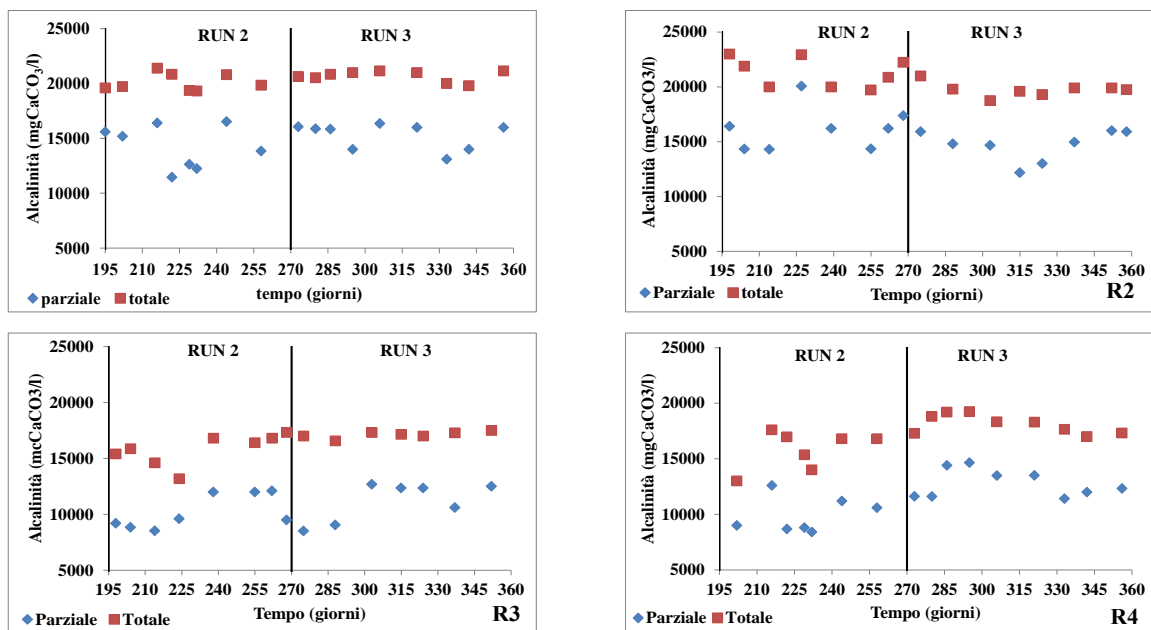 RUN 2 RUN 3
Alcalinità (mgCaCO3/l)
25000
20000
15000
10000
5000
195 210 225 240 255 270 285 300 315 330 345 360
tempo (giorni)
parziale totale
RUN 2 RUN 3
Alcalinità (mgCaCO3/l)
25000
20000
15000
10000
5000
195 210 225 240 255 270 285 300 315 330 345 360
Tempo (giorni)
Parziale totale
R2
RUN 2 RUN 3
Alcalinità (mcCaCO3/l)
25000
20000
15000
10000
5000
195 210 225 240 255 270 285 300 315 330 345 360
Tempo (giorni)
Parziale Totale
R3
RUN 2 RUN 3
Alcalinità (mgCaCO3/l)
25000
20000
15000
10000
5000
195 210 225 240 255 270 285 300 315 330 345 360
Tempo (giorni)
Parziale Totale
R4